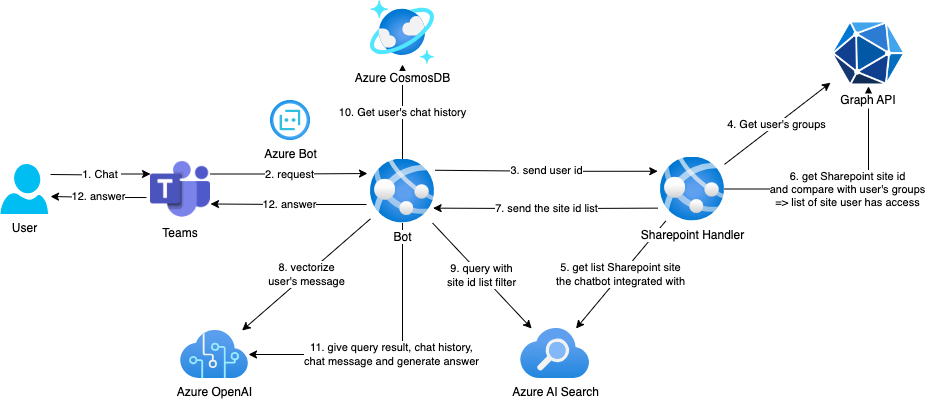 Azure CosmosDB
10. Get user's chat history
Graph API
4. Get user's groups
Azure Bot
1. Chat
2. request
3. send user id
6. get Sharepoint site id
and compare with user's groups
=> list of site user has access
12. answer
12. answer
7. send the site id list
User
Teams
Bot
Sharepoint Handler
8. vectorize
user's message
9. query with
site id list filter
5. get list Sharepoint site
the chatbot integrated with
11. give query result, chat history,
chat message and generate answer
Azure OpenAI
Azure AI Search
T